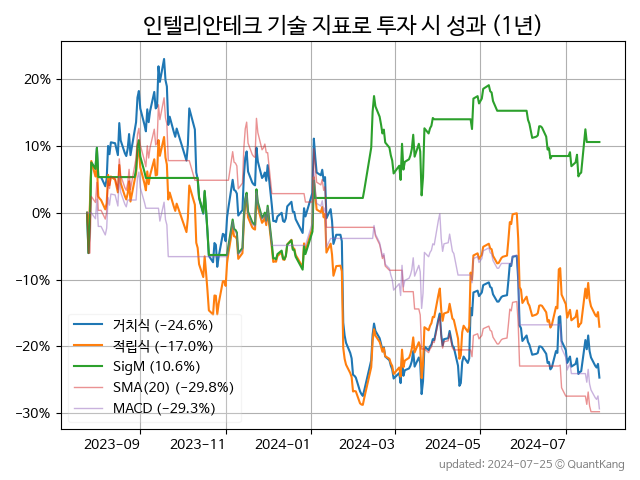 인텔리안테크 기술 지표로 투자 시 성과 (1년)
20%
10%
0%
−10%
−20%
−30%
거치식 (−24.6%)
적립식 (−17.0%)
SigM (10.6%)
SMA(20) (−29.8%)
MACD (−29.3%)
2023-09 2023-11 2024-01 2024-03 2024-05 2024-07
updated: 2024-07-25 © QuantKang